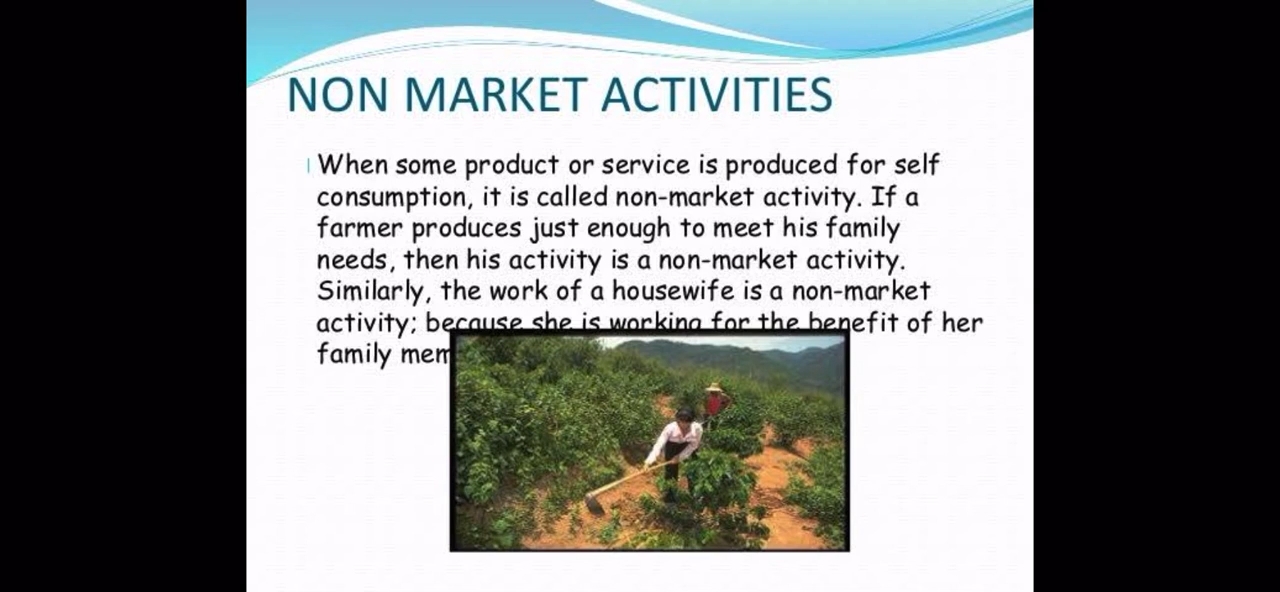 NON MARKET ACTIVITIES
When some product or service is produced for self
consumption, it is called non-market activity. If a
farmer produces just enough to meet his family
needs, then his activity is a non-market activity.
Similarly, the work of a housewife is a non-market
activity; because she is working for the benefit of her
family